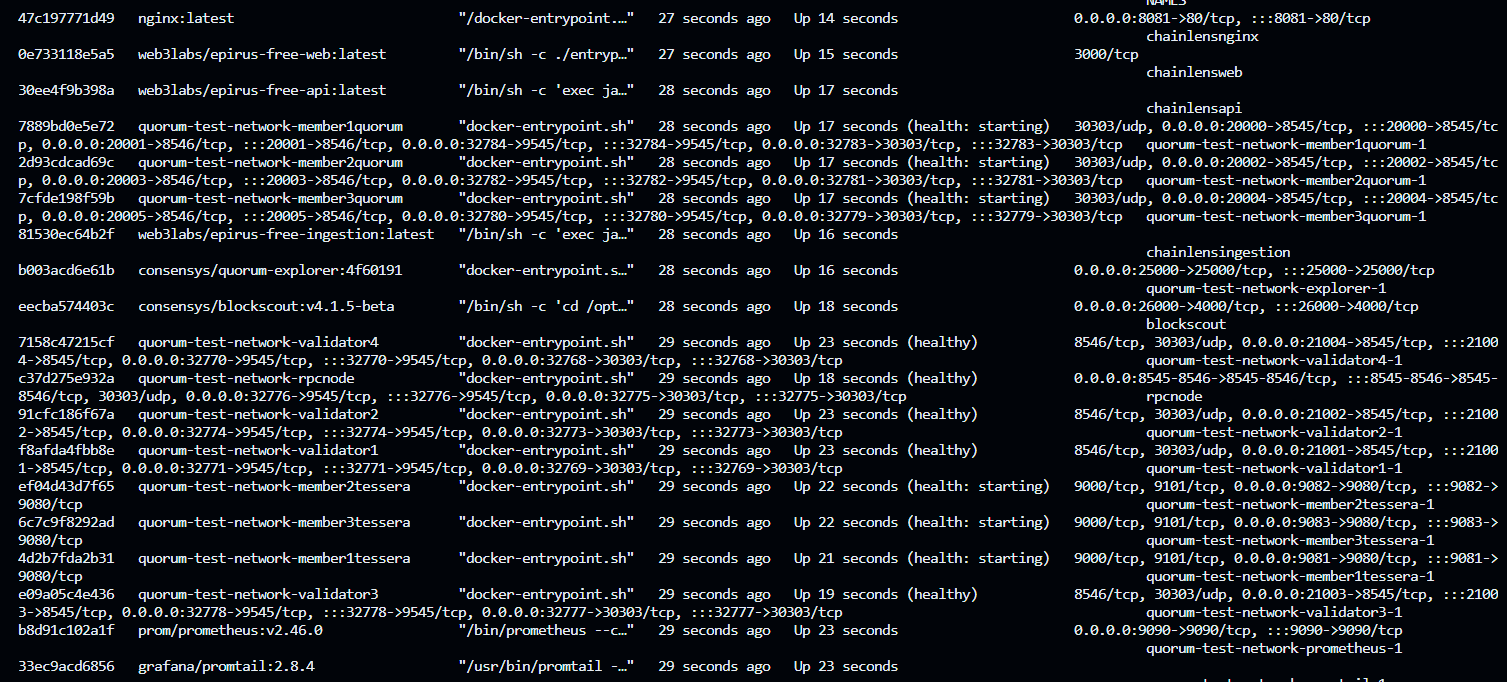 NAMES
47c197771d49 nginx:latest "/docker-entrypoint.…" 27 seconds ago Up 14 seconds 0.0.0.0:8081->80/tcp, :::8081->80/tcp
chainlensnginx
0e733118e5a5 web3labs/epirus-free-web:latest "/bin/sh -c ./entryp…" 27 seconds ago Up 15 seconds 3000/tcp
chainlensweb
30ee4f9b398a web3labs/epirus-free-api:latest "/bin/sh -c 'exec ja…" 28 seconds ago Up 17 seconds
chainlensapi
7889bd0e5e72 quorum-test-network-member1quorum "docker-entrypoint.sh" 28 seconds ago Up 17 seconds (health: starting) 30303/udp, 0.0.0.0:20000->8545/tcp, :::20000->8545/tc
p, 0.0.0.0:20001->8546/tcp, :::20001->8546/tcp, 0.0.0.0:32784->9545/tcp, :::32784->9545/tcp, 0.0.0.0:32783->30303/tcp, :::32783->30303/tcp quorum-test-network-member1quorum-1
2d93cdcad69c quorum-test-network-member2quorum "docker-entrypoint.sh" 28 seconds ago Up 17 seconds (health: starting) 30303/udp, 0.0.0.0:20002->8545/tcp, :::20002->8545/tc
p, 0.0.0.0:20003->8546/tcp, :::20003->8546/tcp, 0.0.0.0:32782->9545/tcp, :::32782->9545/tcp, 0.0.0.0:32781->30303/tcp, :::32781->30303/tcp quorum-test-network-member2quorum-1
7cfde198f59b quorum-test-network-member3quorum "docker-entrypoint.sh" 28 seconds ago Up 17 seconds (health: starting) 30303/udp, 0.0.0.0:20004->8545/tcp, :::20004->8545/tc
p, 0.0.0.0:20005->8546/tcp, :::20005->8546/tcp, 0.0.0.0:32780->9545/tcp, :::32780->9545/tcp, 0.0.0.0:32779->30303/tcp, :::32779->30303/tcp quorum-test-network-member3quorum-1
81530ec64b2f web3labs/epirus-free-ingestion:latest "/bin/sh -c 'exec ja…" 28 seconds ago Up 16 seconds
chainlensingestion
b003acd6e61b consensys/quorum-explorer:4f60191 "docker-entrypoint.s…" 28 seconds ago Up 16 seconds 0.0.0.0:25000->25000/tcp, :::25000->25000/tcp
quorum-test-network-explorer-1
eecba574403c consensys/blockscout:v4.1.5-beta "/bin/sh -c 'cd /opt…" 28 seconds ago Up 18 seconds 0.0.0.0:26000->4000/tcp, :::26000->4000/tcp
blockscout
7158c47215cf quorum-test-network-validator4 "docker-entrypoint.sh" 29 seconds ago Up 23 seconds (healthy) 8546/tcp, 30303/udp, 0.0.0.0:21004->8545/tcp, :::2100
4->8545/tcp, 0.0.0.0:32770->9545/tcp, :::32770->9545/tcp, 0.0.0.0:32768->30303/tcp, :::32768->30303/tcp quorum-test-network-validator4-1
c37d275e932a quorum-test-network-rpcnode "docker-entrypoint.sh" 29 seconds ago Up 18 seconds (healthy) 0.0.0.0:8545-8546->8545-8546/tcp, :::8545-8546->8545-
8546/tcp, 30303/udp, 0.0.0.0:32776->9545/tcp, :::32776->9545/tcp, 0.0.0.0:32775->30303/tcp, :::32775->30303/tcp rpcnode
91cfc186f67a quorum-test-network-validator2 "docker-entrypoint.sh" 29 seconds ago Up 23 seconds (healthy) 8546/tcp, 30303/udp, 0.0.0.0:21002->8545/tcp, :::2100
2->8545/tcp, 0.0.0.0:32774->9545/tcp, :::32774->9545/tcp, 0.0.0.0:32773->30303/tcp, :::32773->30303/tcp quorum-test-network-validator2-1
f8afda4fbb8e quorum-test-network-validator1 "docker-entrypoint.sh" 29 seconds ago Up 23 seconds (healthy) 8546/tcp, 30303/udp, 0.0.0.0:21001->8545/tcp, :::2100
1->8545/tcp, 0.0.0.0:32771->9545/tcp, :::32771->9545/tcp, 0.0.0.0:32769->30303/tcp, :::32769->30303/tcp quorum-test-network-validator1-1
ef04d43d7f65 quorum-test-network-member2tessera "docker-entrypoint.sh" 29 seconds ago Up 22 seconds (health: starting) 9000/tcp, 9101/tcp, 0.0.0.0:9082->9080/tcp, :::9082->
9080/tcp quorum-test-network-member2tessera-1
6c7c9f8292ad quorum-test-network-member3tessera "docker-entrypoint.sh" 29 seconds ago Up 22 seconds (health: starting) 9000/tcp, 9101/tcp, 0.0.0.0:9083->9080/tcp, :::9083->
9080/tcp quorum-test-network-member3tessera-1
4d2b7fda2b31 quorum-test-network-member1tessera "docker-entrypoint.sh" 29 seconds ago Up 21 seconds (health: starting) 9000/tcp, 9101/tcp, 0.0.0.0:9081->9080/tcp, :::9081->
9080/tcp quorum-test-network-member1tessera-1
e09a05c4e436 quorum-test-network-validator3 "docker-entrypoint.sh" 29 seconds ago Up 19 seconds (healthy) 8546/tcp, 30303/udp, 0.0.0.0:21003->8545/tcp, :::2100
3->8545/tcp, 0.0.0.0:32778->9545/tcp, :::32778->9545/tcp, 0.0.0.0:32777->30303/tcp, :::32777->30303/tcp quorum-test-network-validator3-1
b8d91c102a1f prom/prometheus:v2.46.0 "/bin/prometheus --c…" 29 seconds ago Up 23 seconds 0.0.0.0:9090->9090/tcp, :::9090->9090/tcp
quorum-test-network-prometheus-1
33ec9acd6856 grafana/promtail:2.8.4 "/usr/bin/promtail -…" 29 seconds ago Up 23 seconds